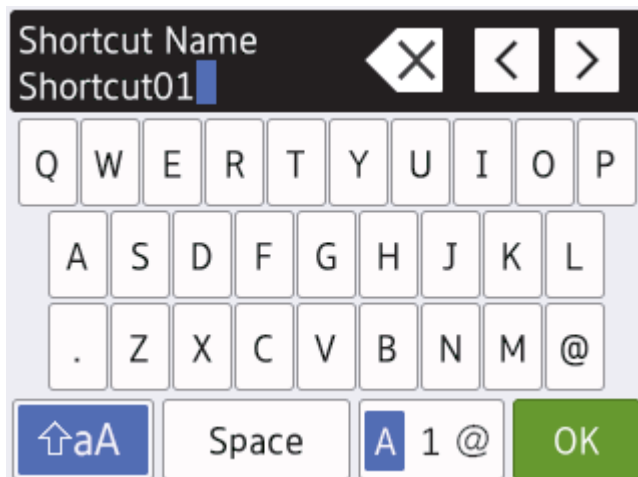 Shortcut Name
Shortcut01
Q W E R T Y U I O P
A S D F G H J K L
. Z X C V B N M @
aA Space A 1 @ OK